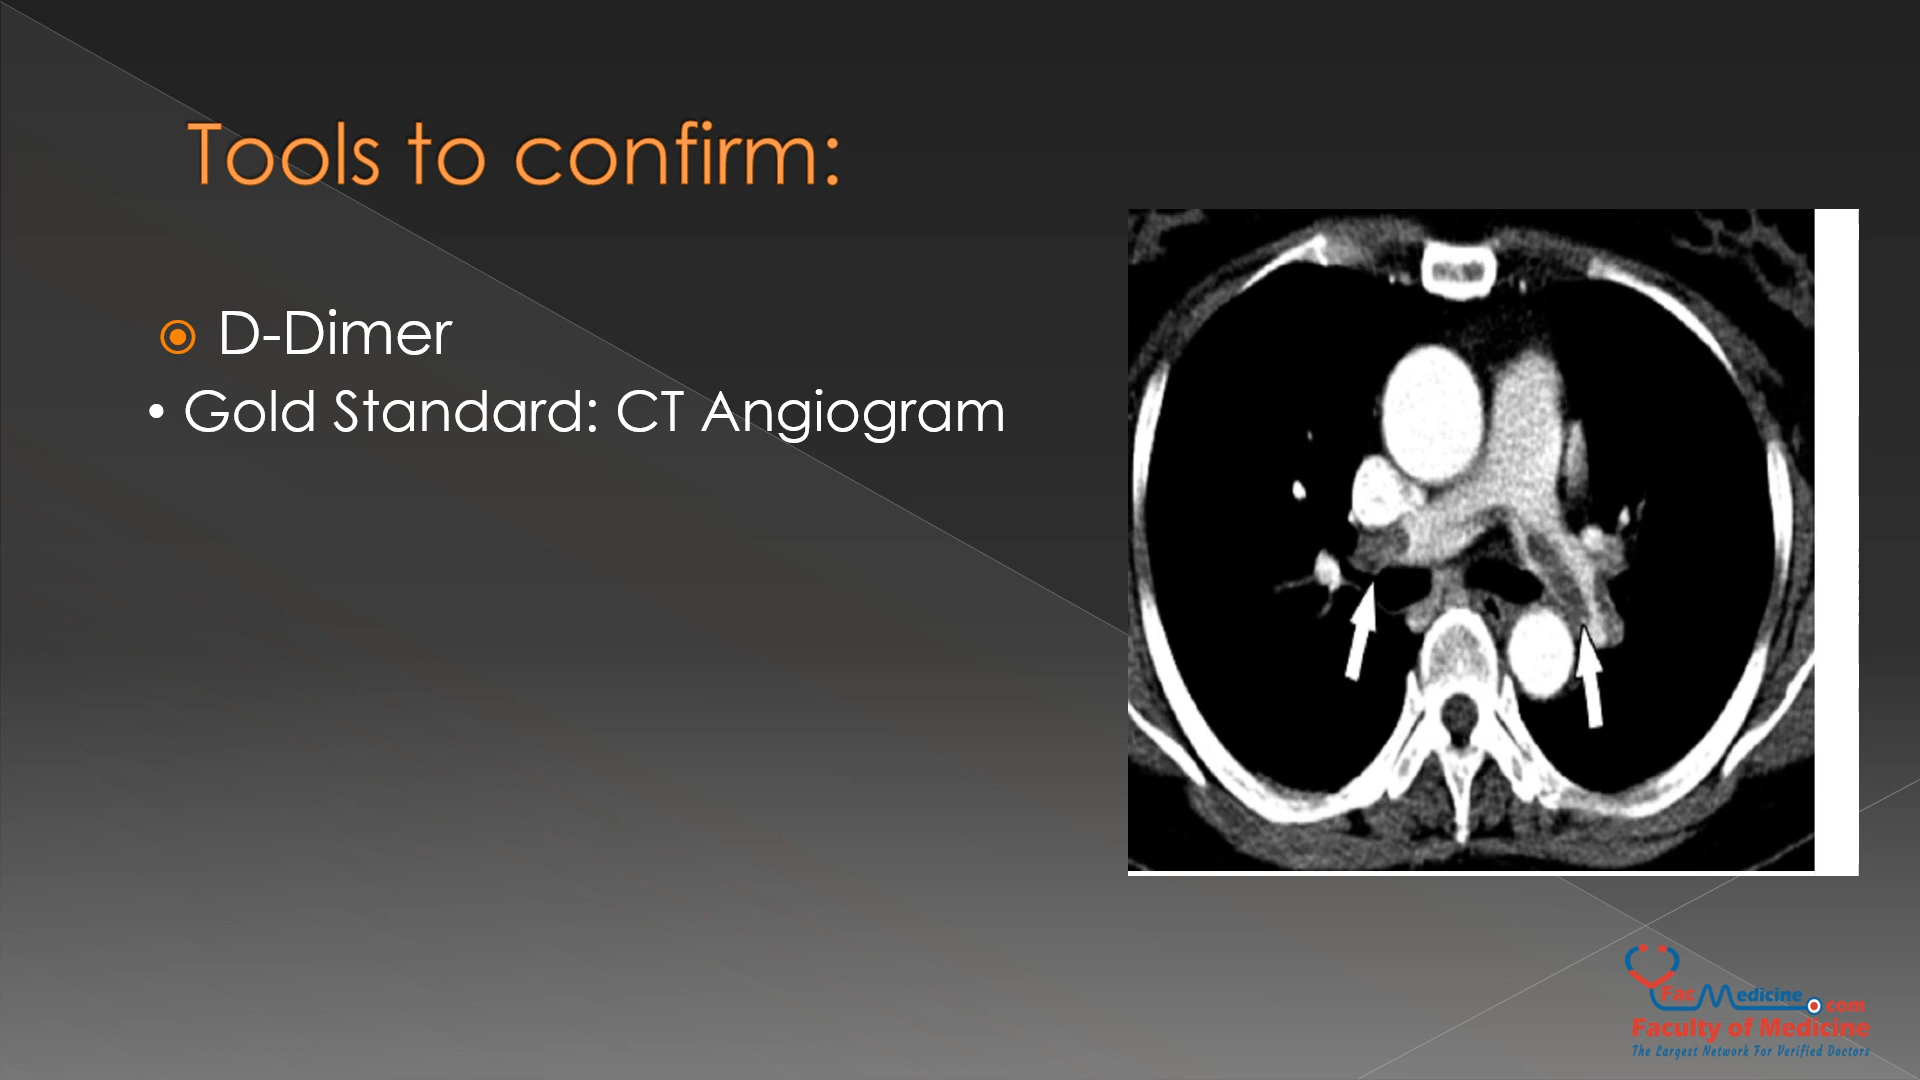 Tools to confirm:
D-Dimer
• Gold Standard: CT Angiogram
FacMedicine.com
Faculty of Medicine
The Largest Network For Verified Doctors